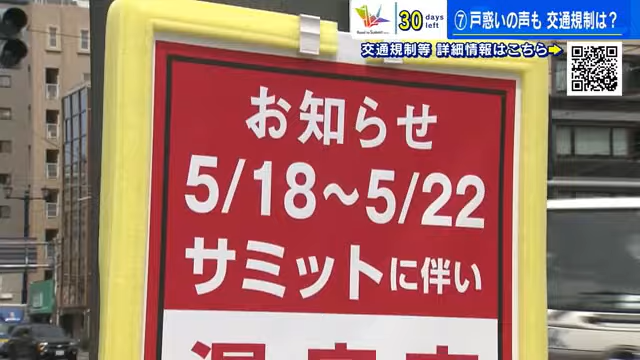 30 days left
⑦戸惑いの声も 交通規制は?
交通規制等 詳細情報はこちら
お知らせ
5/18~5/22
サミットに伴い